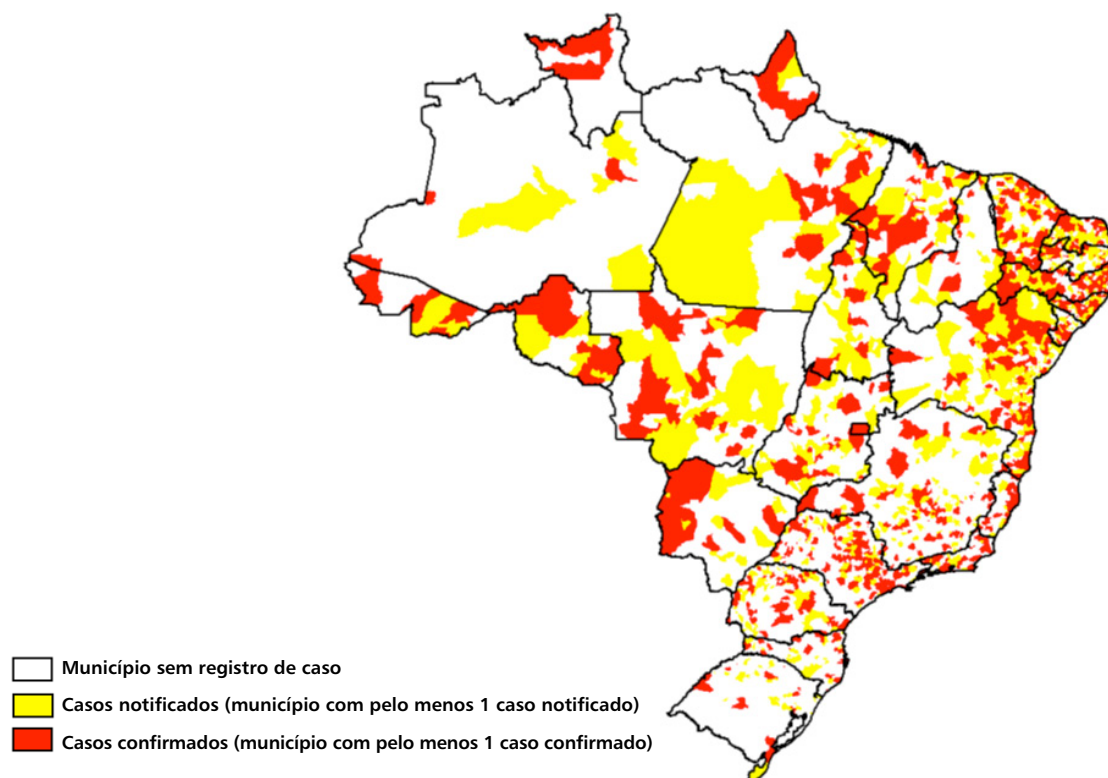 Município sem registro de caso
Casos notificados (município com pelo menos 1 caso notificado)
Casos confirmados (município com pelo menos 1 caso confirmado)